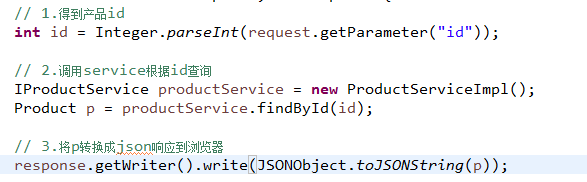 // 1.得到产品id
int id = Integer.parseInt(request.getParameter("id"));
// 2.调用service根据id查询
IProductService productService = new ProductServiceImpl();
Product p = productService.findById(id);
// 3.将p转换成json响应到浏览器
response.getWriter().write(JSONObject.toJSONString(p));